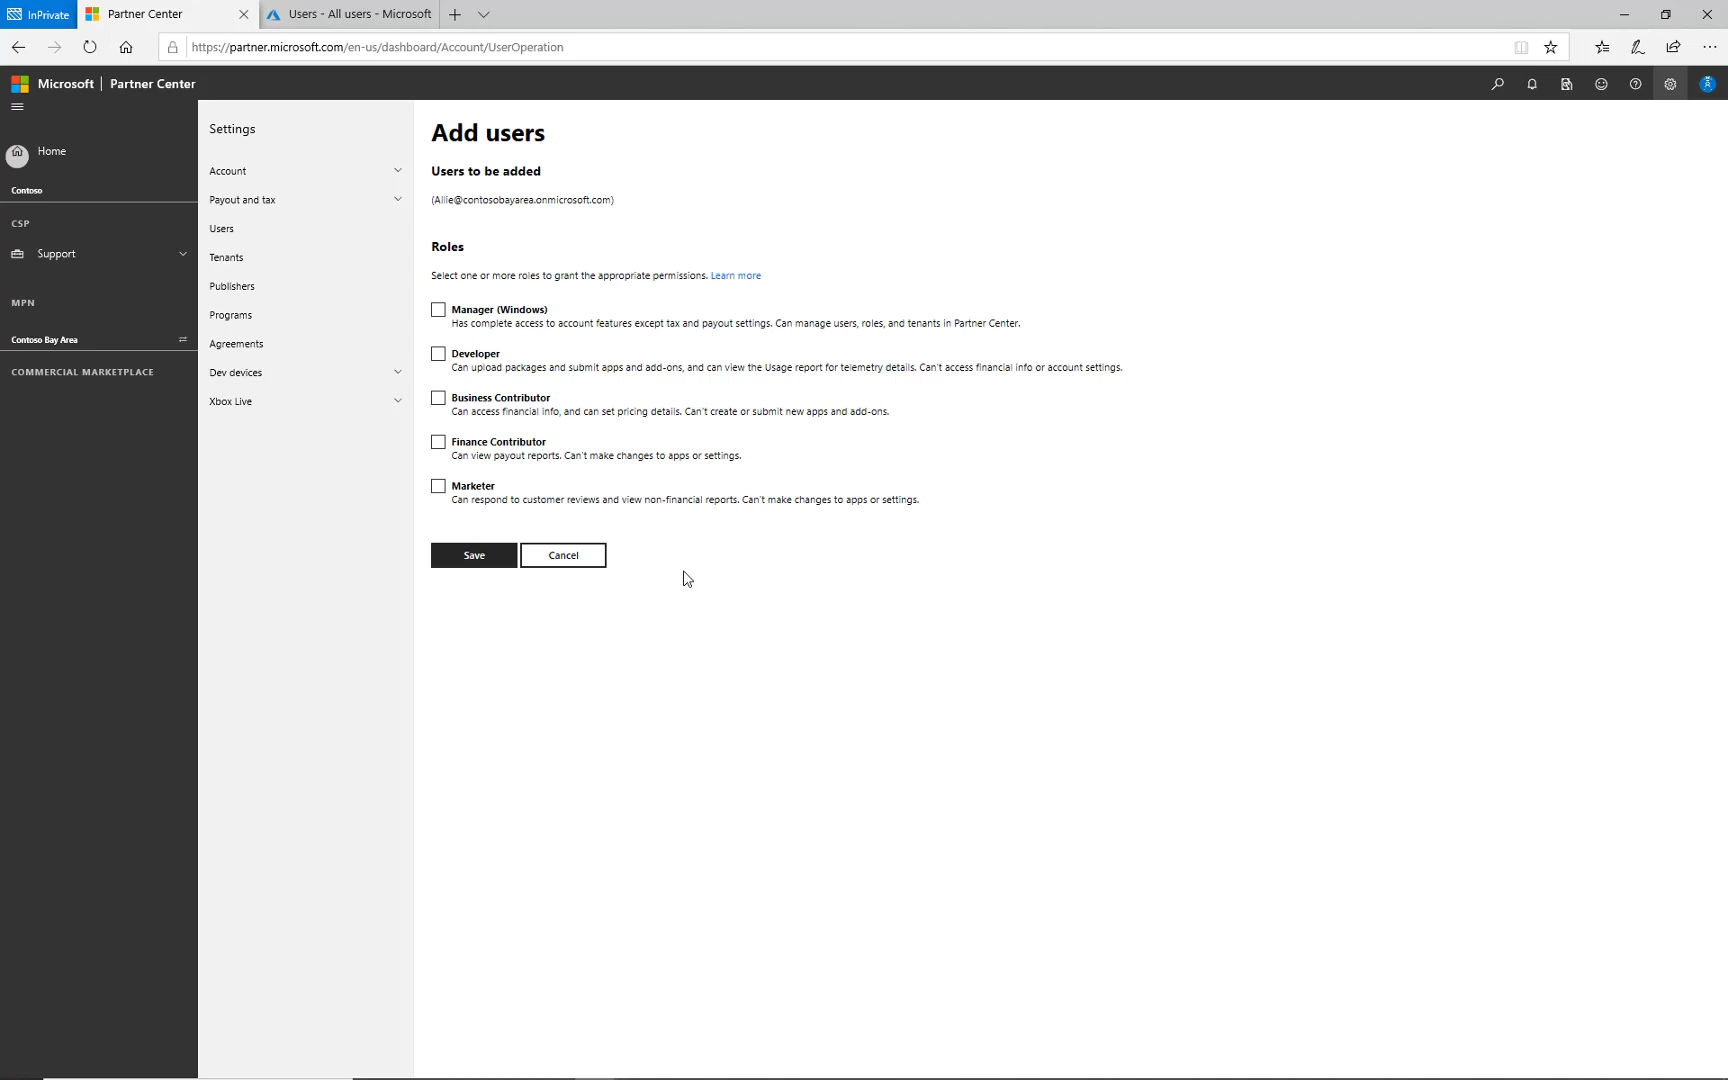 InPrivate
Partner Center
Users - All users - Microsoft
https://partner.microsoft.com/en-us/dashboard/Account/UserOperation
Microsoft | Partner Center
Home
Contoso
CSP
Support
MPN
Contoso Bay Area
COMMERCIAL MARKETPLACE
Settings
Account
Payout and tax
Users
Tenants
Publishers
Programs
Agreements
Dev devices
Xbox Live
Add users
Users to be added
(Allie@contosobayarea.onmicrosoft.com)
Roles
Select one or more roles to grant the appropriate permissions. Learn more
Manager (Windows)
Has complete access to account features except tax and payout settings. Can manage users, roles, and tenants in Partner Center.
Developer
Can upload packages and submit apps and add-ons, and can view the Usage report for telemetry details. Can't access financial info or account settings.
Business Contributor
Can access financial info, and can set pricing details. Can't create or submit new apps and add-ons.
Finance Contributor
Can view payout reports. Can't make changes to apps or settings.
Marketer
Can respond to customer reviews and view non-financial reports. Can't make changes to apps or settings.
Save
Cancel